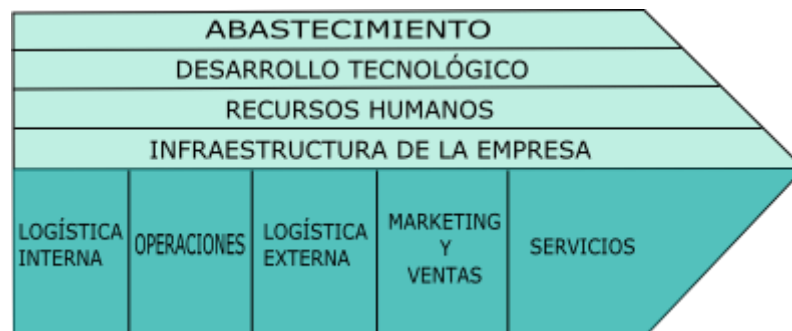 ABASTECIMIENTO
DESARROLLO TECNOLÓGICO
RECURSOS HUMANOS
INFRAESTRUCTURA DE LA EMPRESA
LOGÍSTICA
INTERNA
OPERACIONES
LOGÍSTICA
EXTERNA
MARKETING
Y
VENTAS
SERVICIOS